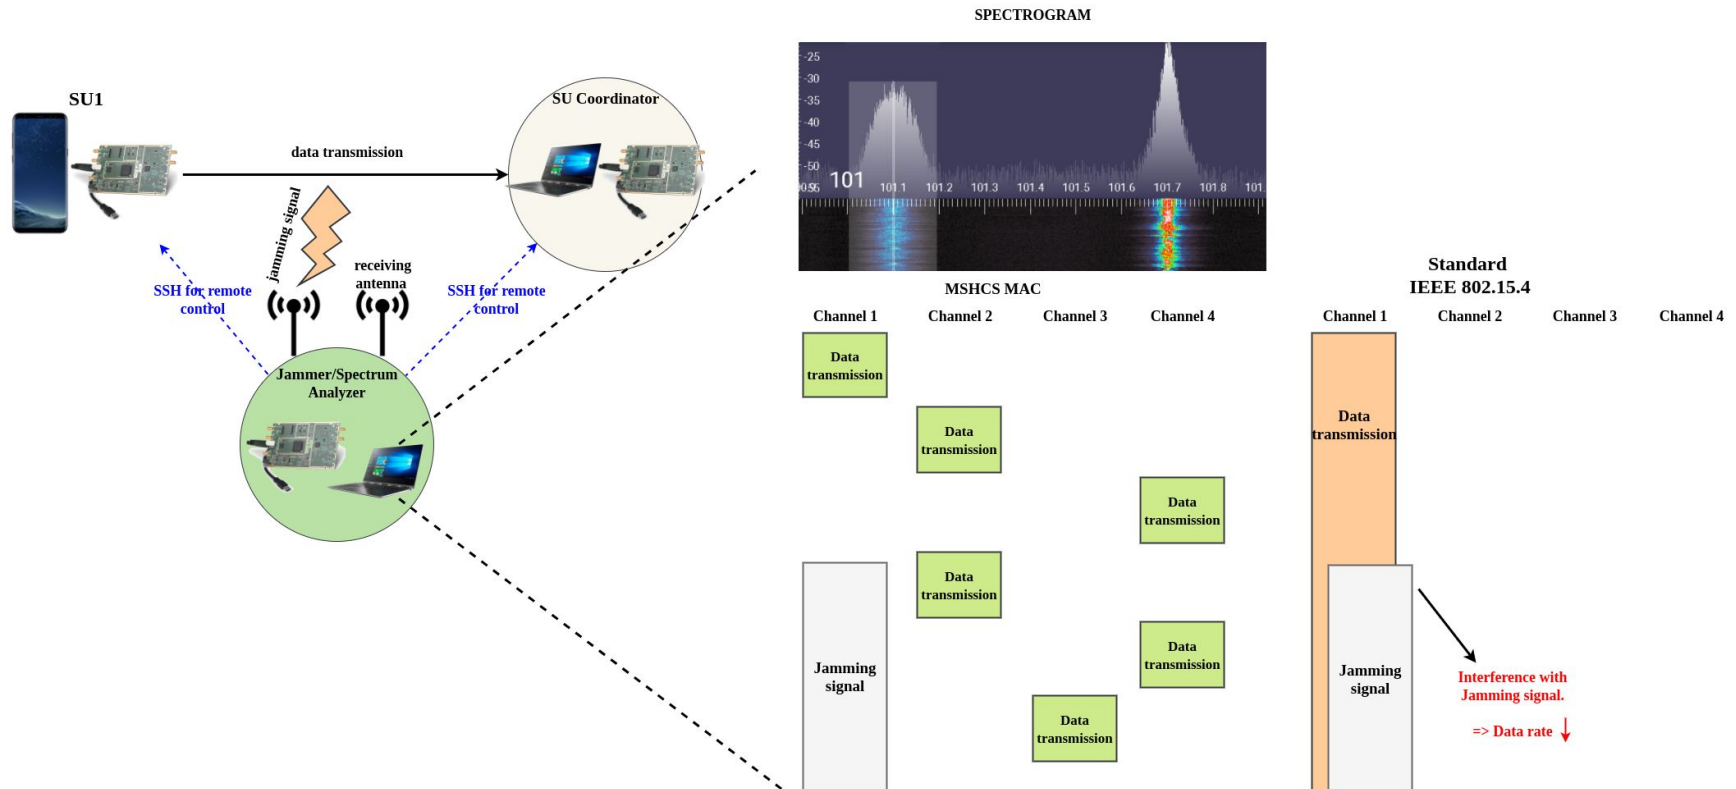 SPECTROGRAM
SU1
SU Coordinator
data transmission
jamming signal
receiving
antenna
SSH for remote
control
SSH for remote
control
Jammer/Spectrum
Analyzer
-25
-30
-35
-40
-45
-50
101
101.1 101.2 101.3 101.4 101.5 101.6 101.7 101.8 101.
MSHCS MAC
Channel 1 Channel 2 Channel 3 Channel 4
Data
transmission
Data
transmission
Data
transmission
Data
transmission
Data
transmission
Data
transmission
Jamming
signal
Standard
IEEE 802.15.4
Channel 1 Channel 2 Channel 3 Channel 4
Data
transmission
Jamming
signal
Interference with
Jamming signal.
=> Data rate ↓